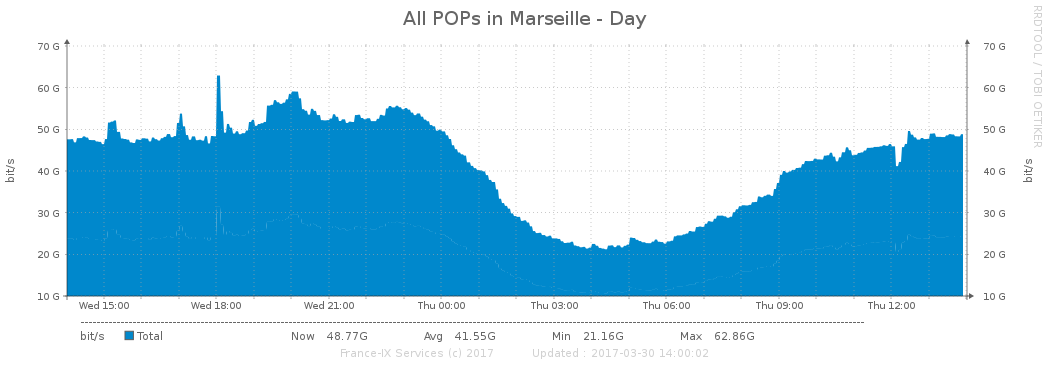 All POPs in Marseille - Day
RRDTOOL / TOBI OETIKER
70 G 70 G
60 G 60 G
50 G 50 G
40 G 40 G
30 G 30 G
20 G 20 G
10 G 10 G
bit/s
bit/s
Wed 15:00 Wed 18:00 Wed 21:00 Thu 00:00 Thu 03:00 Thu 06:00 Thu 09:00 Thu 12:00
bit/s Total Now 48.77G Avg 41.55G Min 21.16G Max 62.86G
France-IX Services (c) 2017 Updated : 2017-03-30 14:00:02